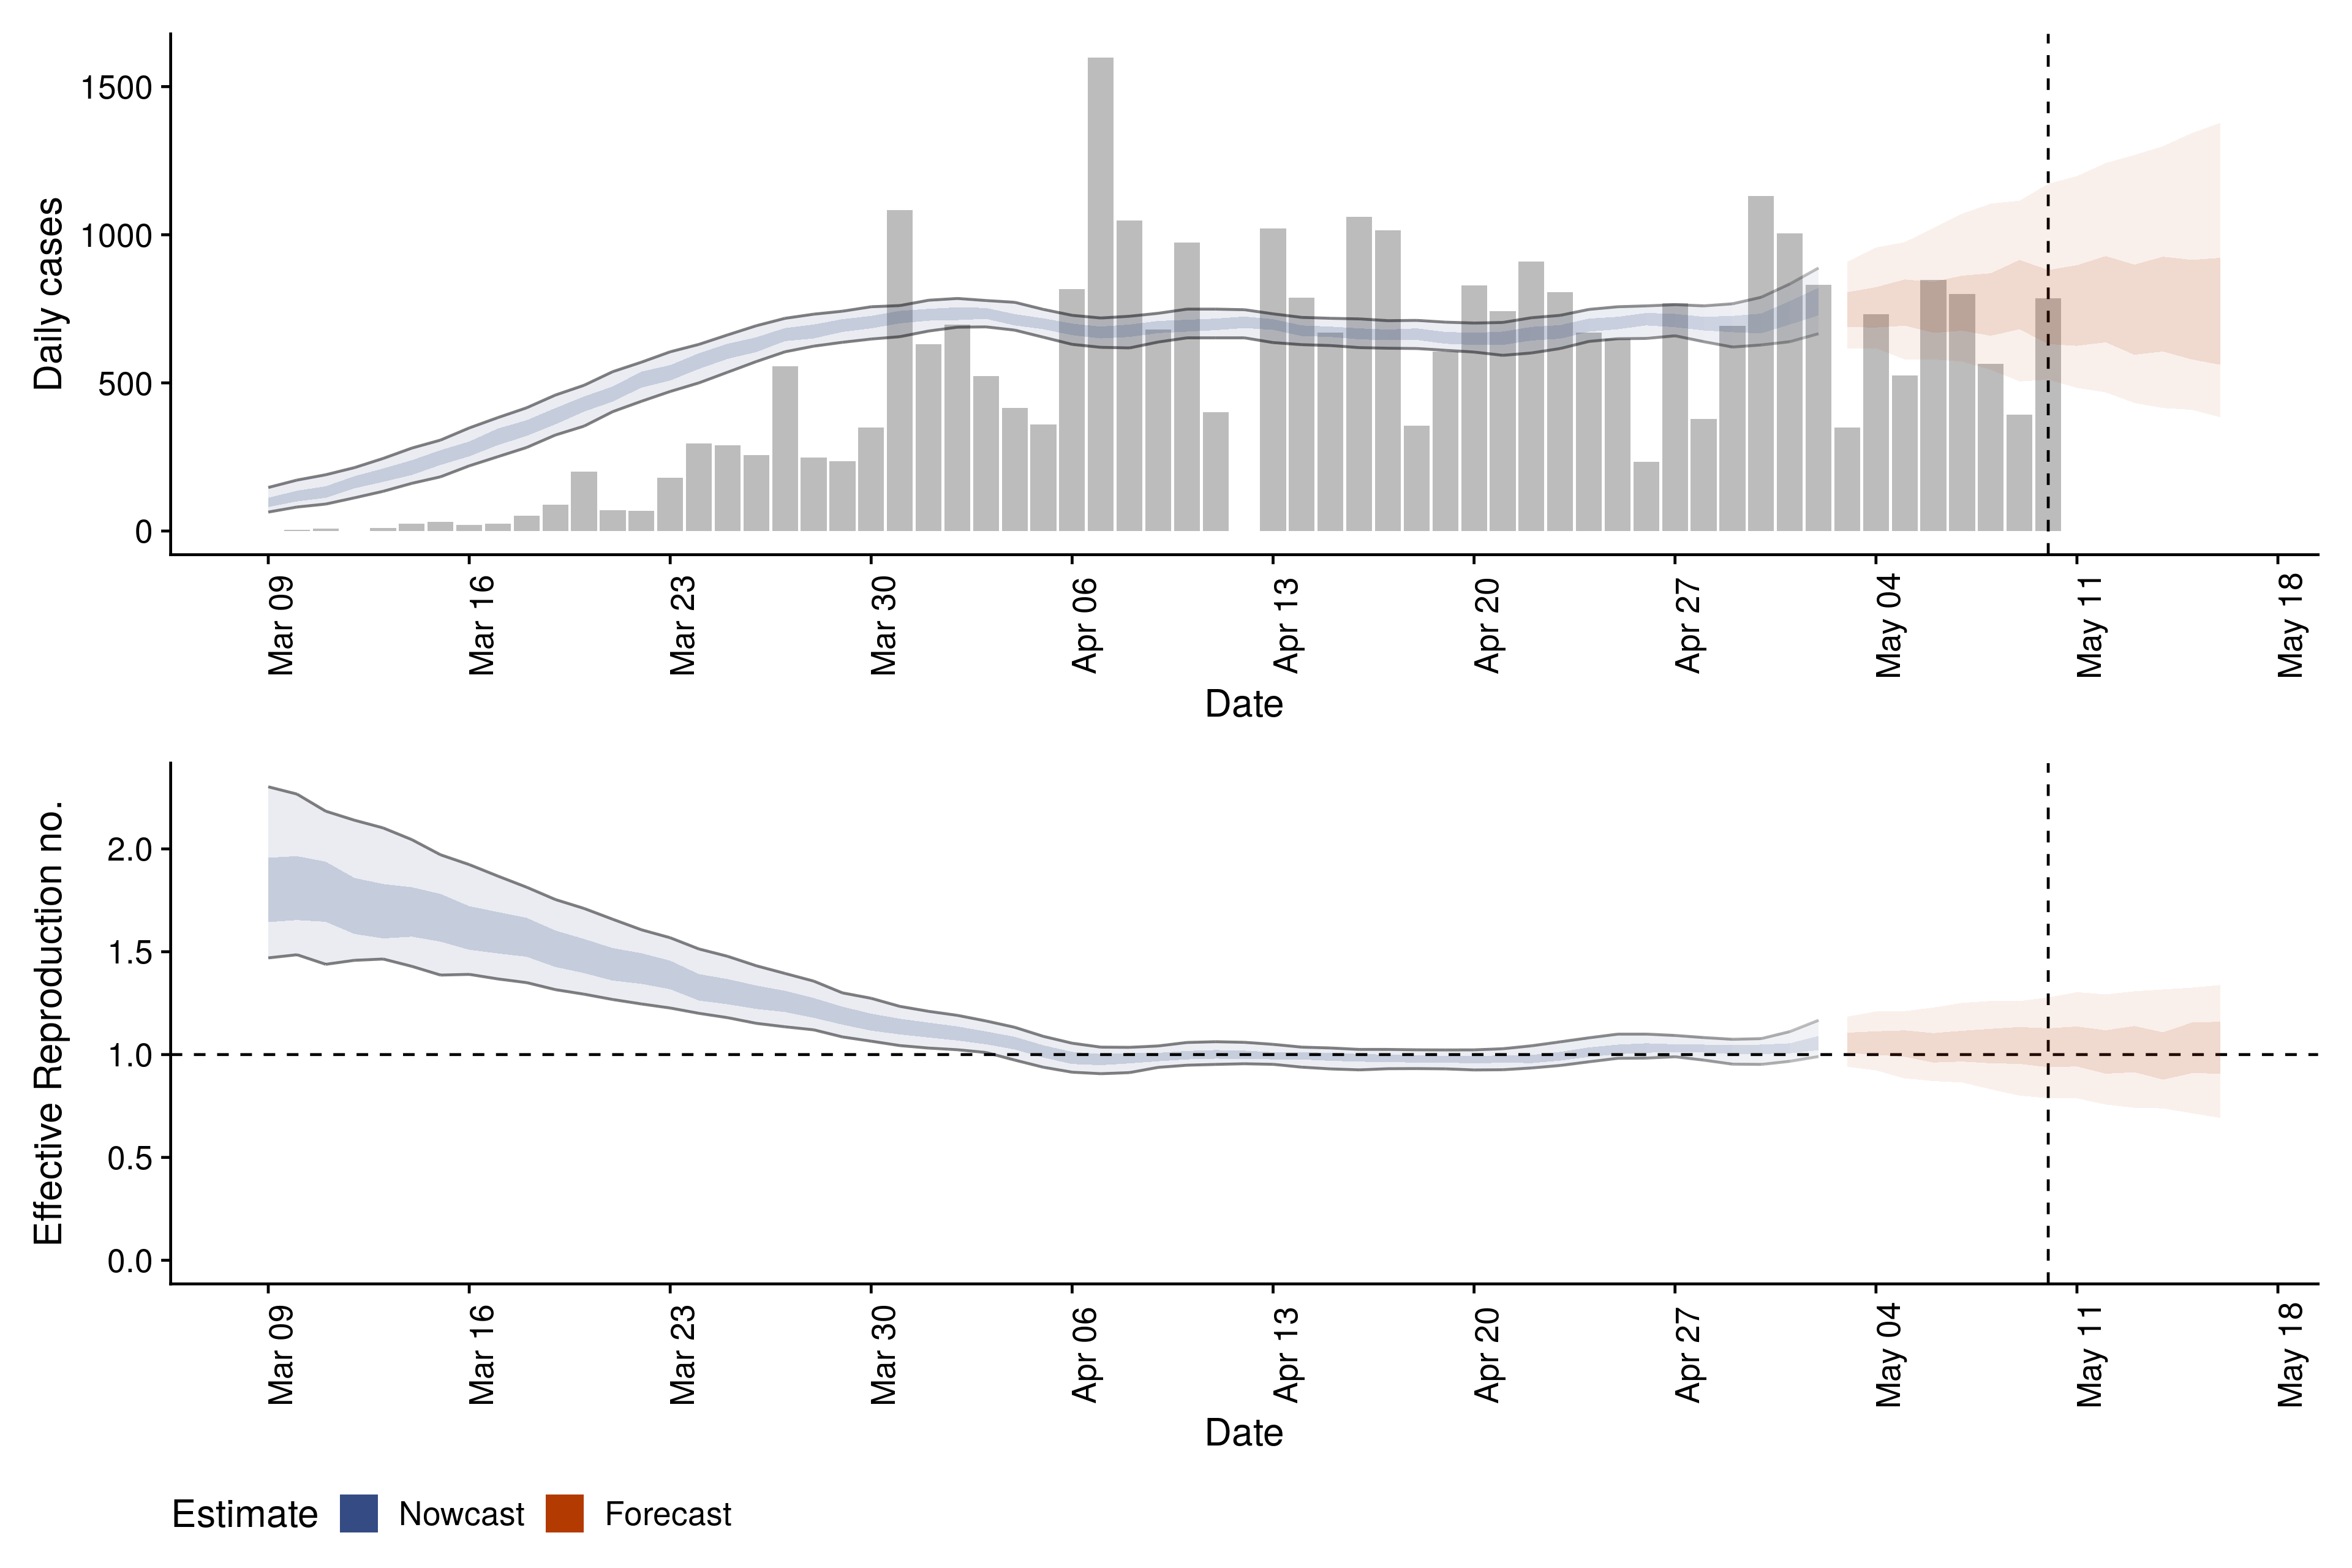 Daily cases
1500
1000
500
0
Mar 09
Mar 16
Mar 23
Mar 30
Apr 06
Apr 13
Apr 20
Apr 27
May 04
May 11
May 18
Date
Effective Reproduction no.
2.0
1.5
1.0
0.5
0.0
Mar 09
Mar 16
Mar 23
Mar 30
Apr 06
Apr 13
Apr 20
Apr 27
May 04
May 11
May 18
Date
Estimate Nowcast Forecast